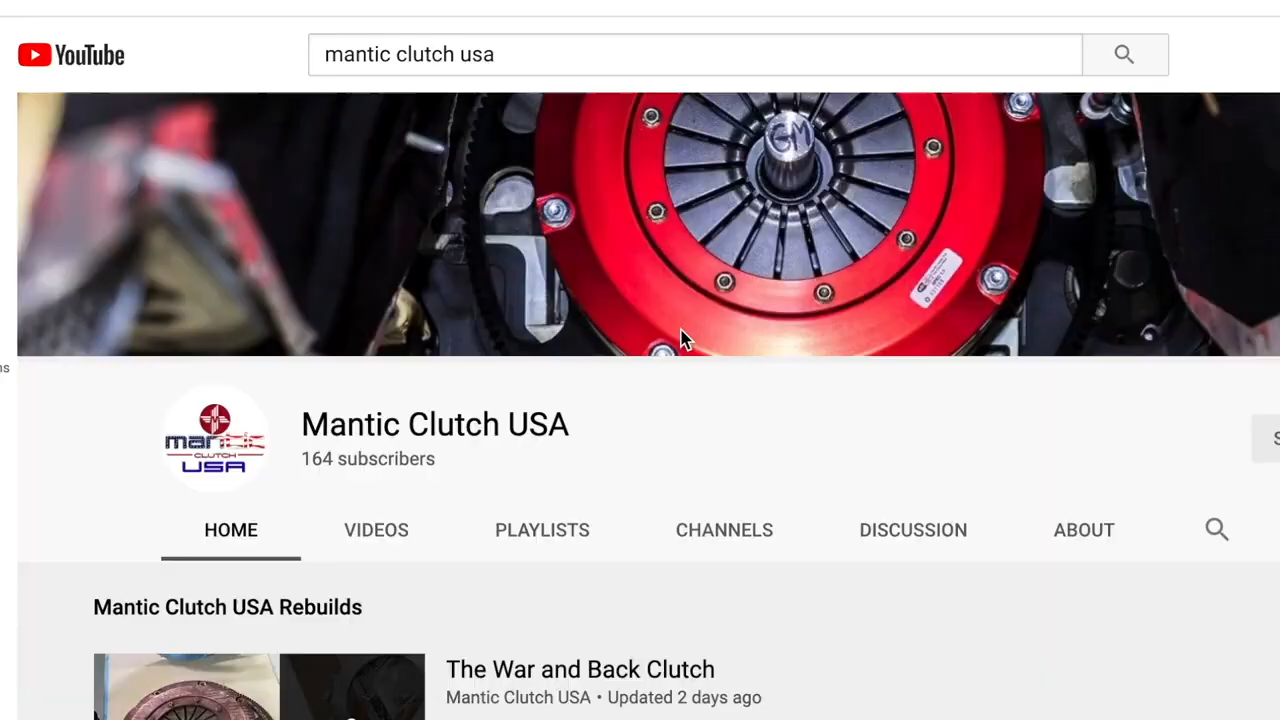 YouTube
mantic clutch usa
GM
ns
mantic
CLUTCH
USA
Mantic Clutch USA
164 subscribers
S
HOME
VIDEOS
PLAYLISTS
CHANNELS
DISCUSSION
ABOUT
Mantic Clutch USA Rebuilds
The War and Back Clutch
Mantic Clutch USA • Updated 2 days ago